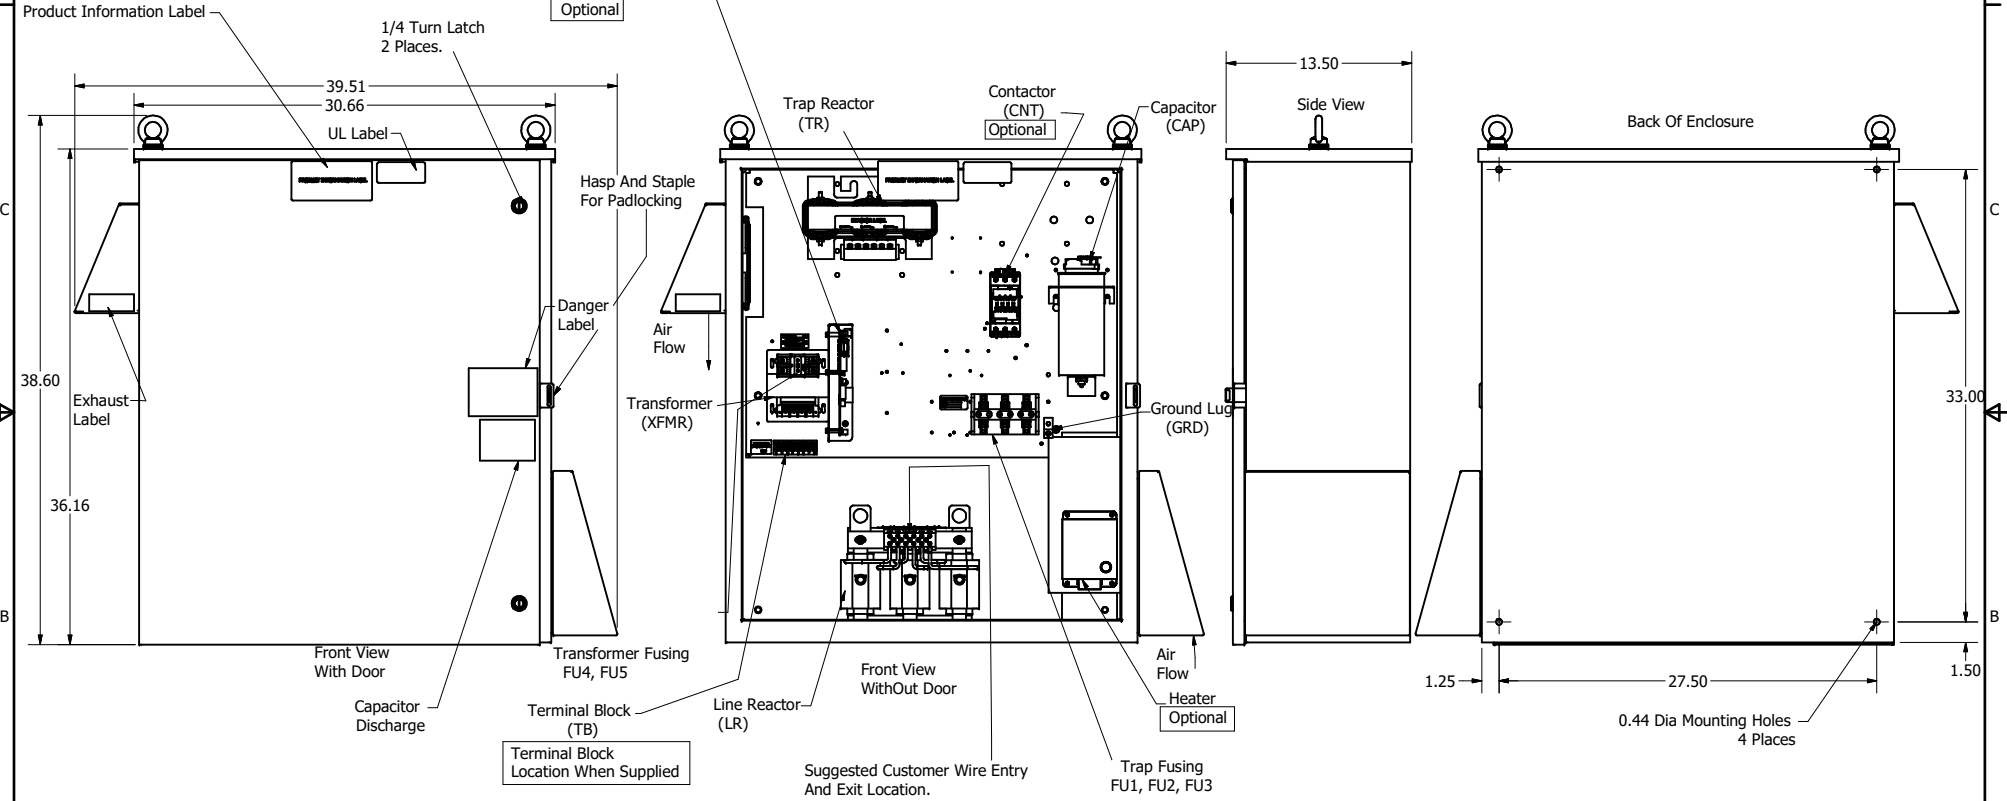 Product Information Label
Optional
1/4 Turn Latch
2 Places.
39.51
30.66
UL Label
Hasp And Staple
For Padlocking
C
Danger
Label
38.60
Exhaust
Label
36.16
B
Front View
With Door
Capacitor
Discharge
Transformer Fusing
FU4, FU5
Terminal Block
(TB)
Terminal Block
Location When Supplied
Trap Reactor
(TR)
Contactor
(CNT)
Optional
Capacitor
(CAP)
Air
Flow
Transformer
(XFMR)
Ground Lug
(GRD)
Line Reactor
(LR)
Front View
WithOut Door
Suggested Customer Wire Entry
And Exit Location.
Trap Fusing
FU1, FU2, FU3
Air
Flow
Heater
Optional
13.50
Side View
Back Of Enclosure
C
33.00
B
1.50
1.25
27.50
0.44 Dia Mounting Holes
4 Places